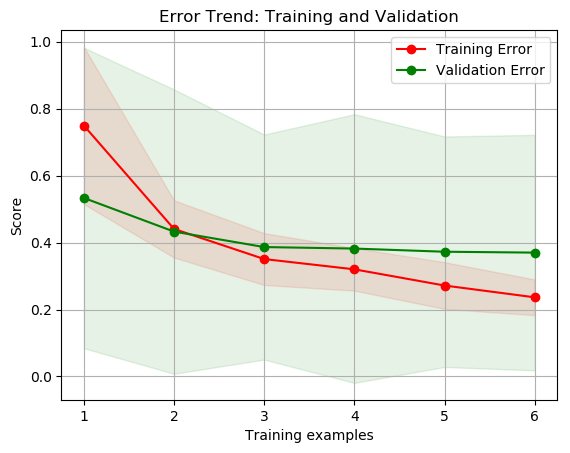 Error Trend: Training and Validation
Training Error
Validation Error
Score
1.0
0.8
0.6
0.4
0.2
0.0
1 2 3 4 5 6
Training examples